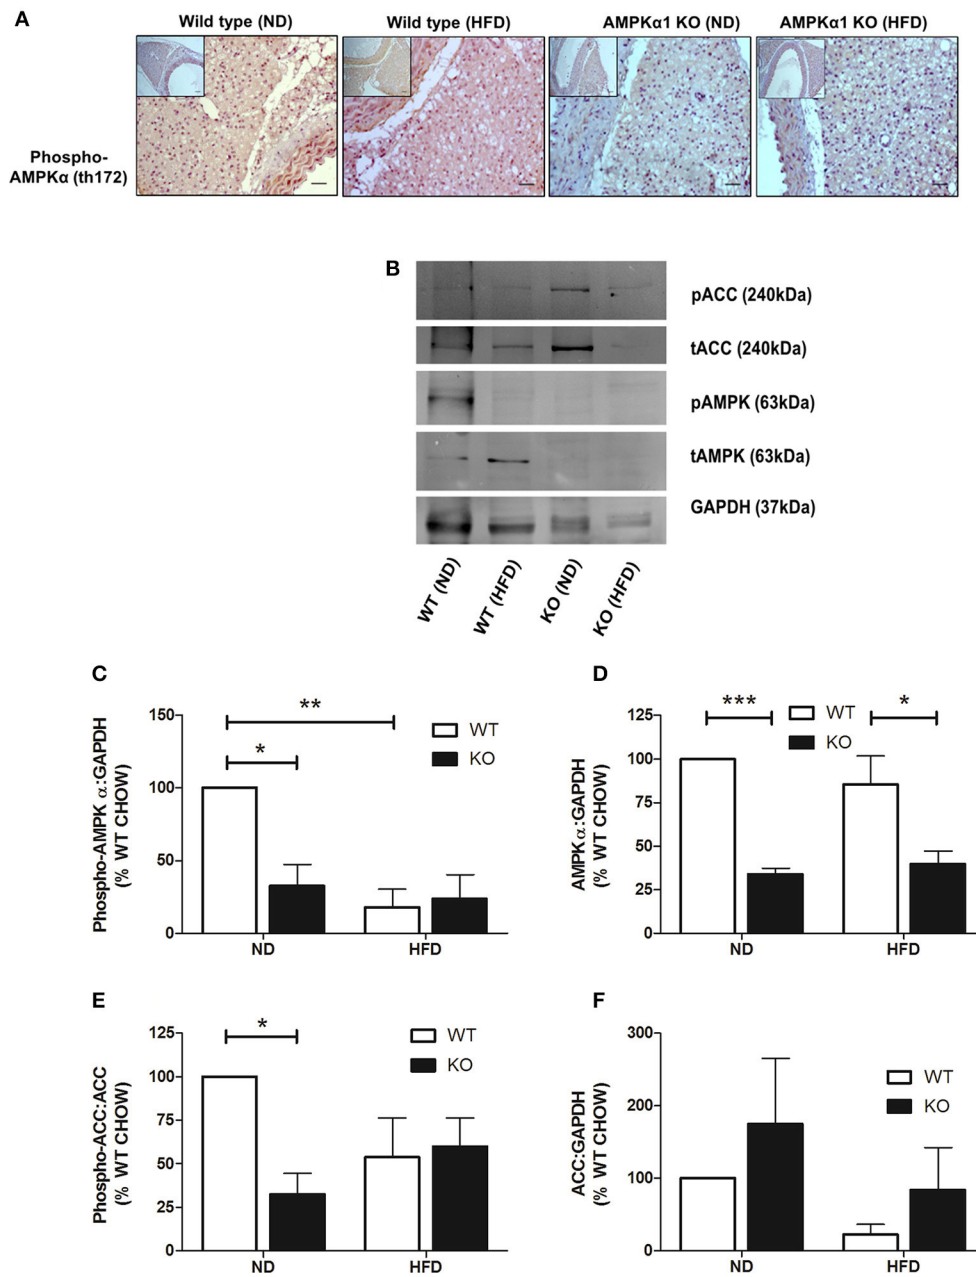 A
Wild type (ND)
Wild type (HFD)
AMPKα1 KO (ND)
AMPKα1 KO (HFD)
Phospho-
AMPKα (th172)
B
pACC (240kDa)
tACC (240kDa)
pAMPK (63kDa)
tAMPK (63kDa)
GAPDH (37kDa)
WT (ND)
WT (HFD)
KO (ND)
KO (HFD)
C
Phospho-AMPK α:GAPDH
(% WT CHOW)
150
100
50
0
**
*
WT
KO
ND
HFD
D
AMPKα:GAPDH
(% WT CHOW)
125
100
75
50
25
0
***
*
WT
KO
ND
HFD
E
Phospho-ACC:ACC
(% WT CHOW)
125
100
75
50
25
0
*
WT
KO
ND
HFD
F
ACC:GAPDH
(% WT CHOW)
300
200
100
0
WT
KO
ND
HFD